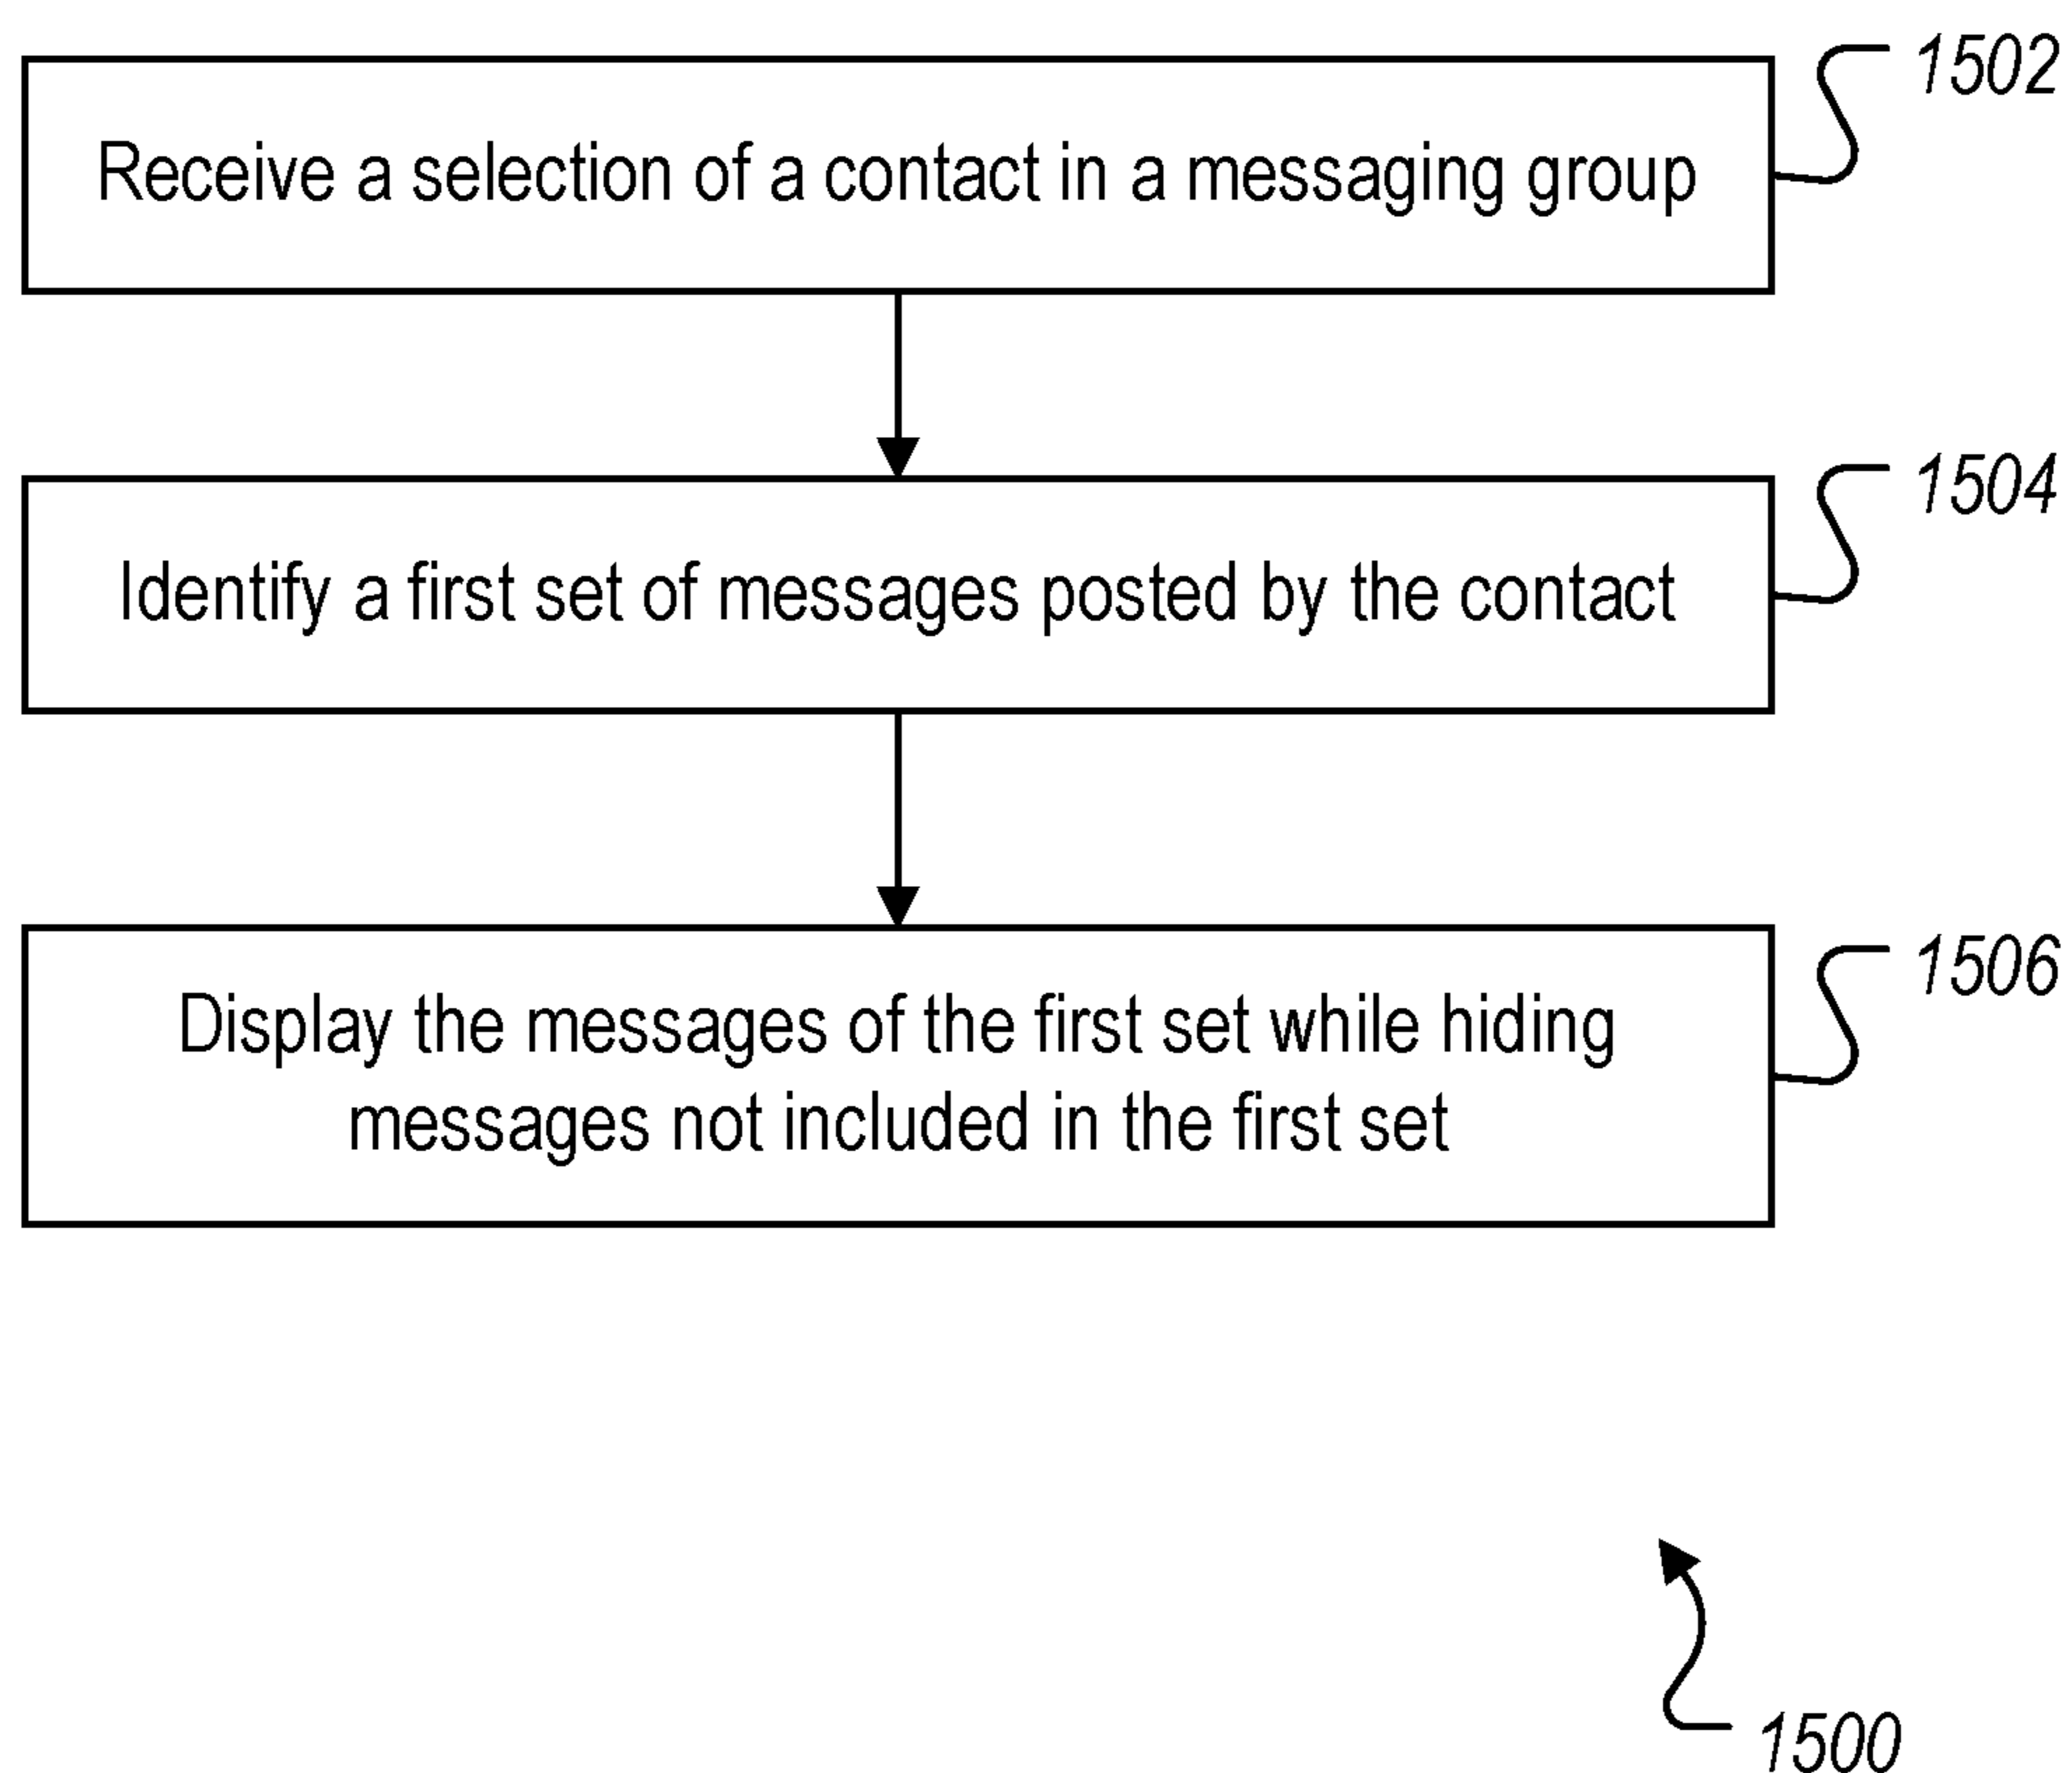 1502
Receive a selection of a contact in a messaging group
1504
Identify a first set of messages posted by the contact
1506
Display the messages of the first set while hiding
messages not included in the first set
1500